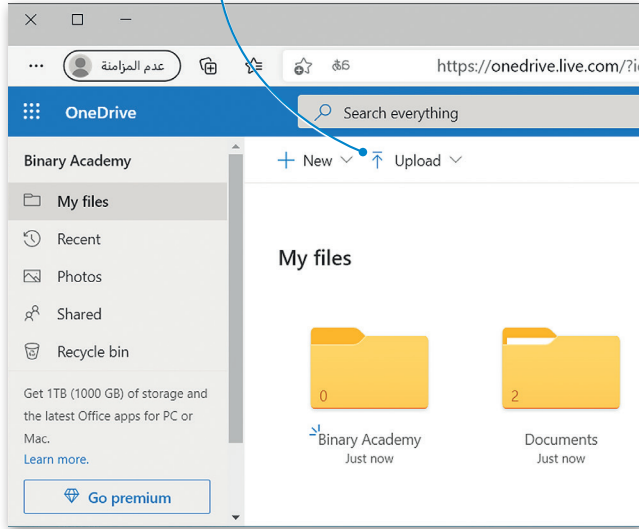 عدم المزامنة
https://onedrive.live.com/?i
OneDrive
Search everything
Binary Academy
New
Upload
My files
Recent
Photos
Shared
Recycle bin
Get 1TB (1000 GB) of storage and
the latest Office apps for PC or
Mac.
Learn more.
Go premium
My files
0
2
Binary Academy
Just now
Documents
Just now